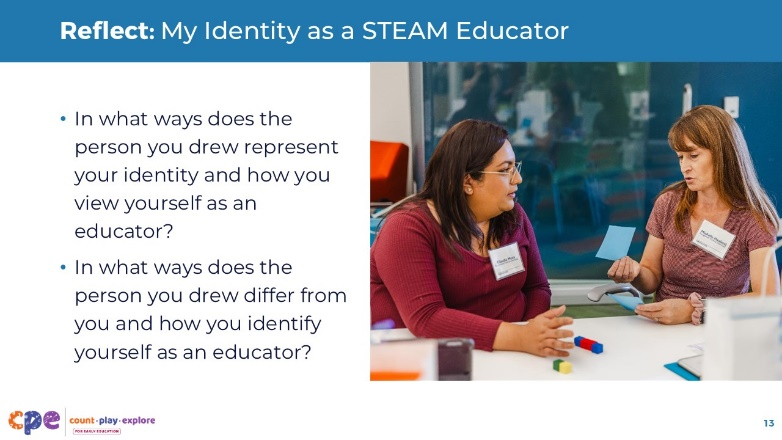 Reflect: My Identity as a STEAM Educator
• In what ways does the
person you drew represent
your identity and how you
view yourself as an
educator?
• In what ways does the
person you drew differ from
you and how you identify
yourself as an educator?
cpe
count·play·explore
FOR EARLY EDUCATION
13